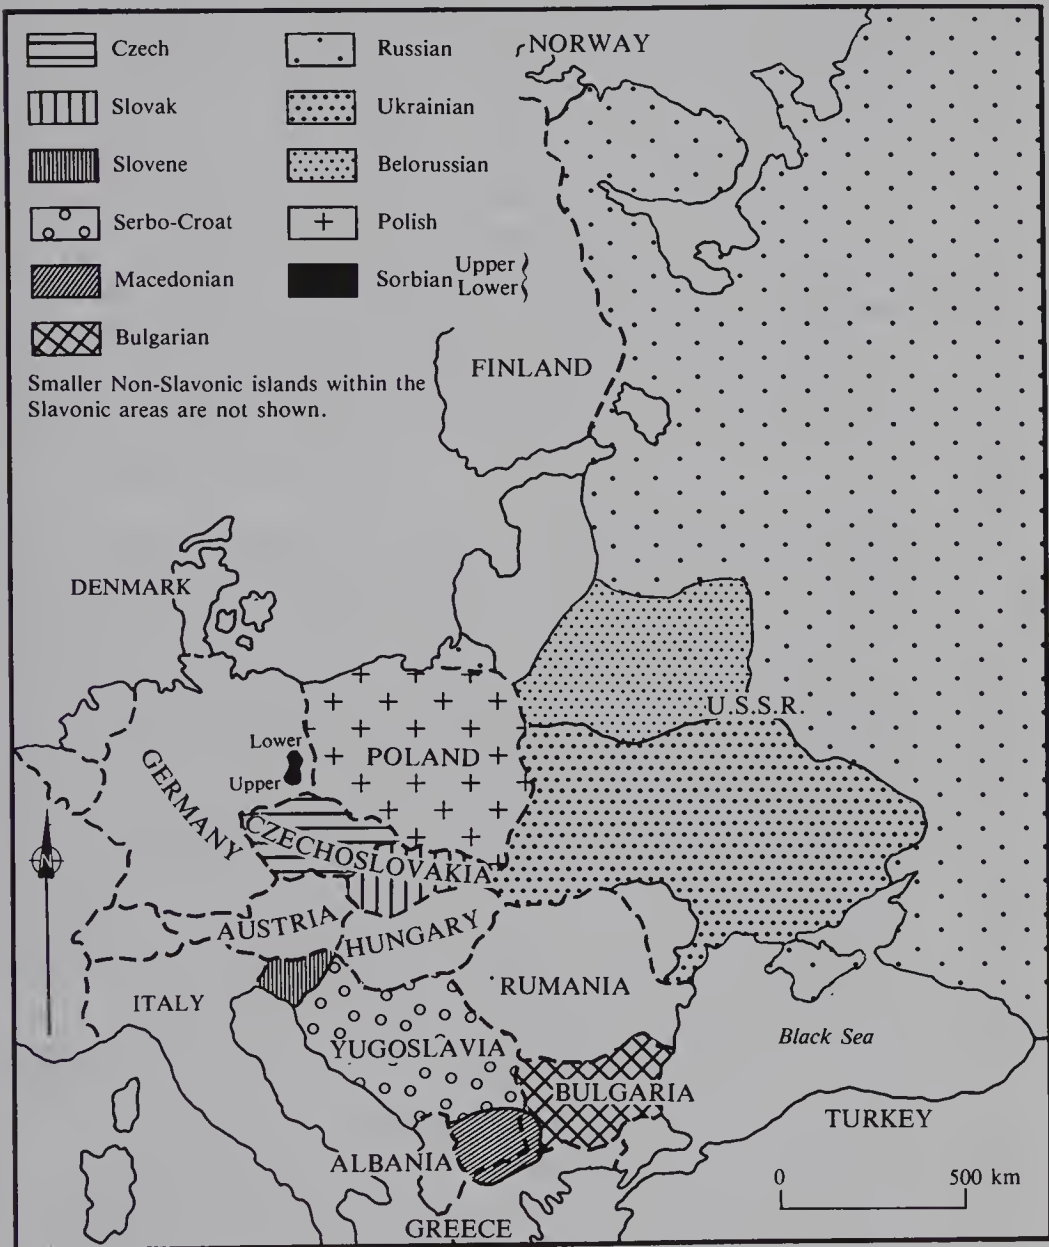 Czech
Slovak
Slovene
Serbo-Croat
Macedonian
Bulgarian
Russian
Ukrainian
Belorussian
Polish
Sorbian Upper
Lower
Smaller Non-Slavonic islands within the
Slavonic areas are not shown.
NORWAY
FINLAND
DENMARK
U.S.S.R.
Lower
Upper
POLAND
GERMANY
CZECHOSLOVAKIA
N
AUSTRIA
HUNGARY
ITALY
RUMANIA
YUGOSLAVIA
Black Sea
BULGARIA
TURKEY
ALBANIA
GREECE
0 500 km